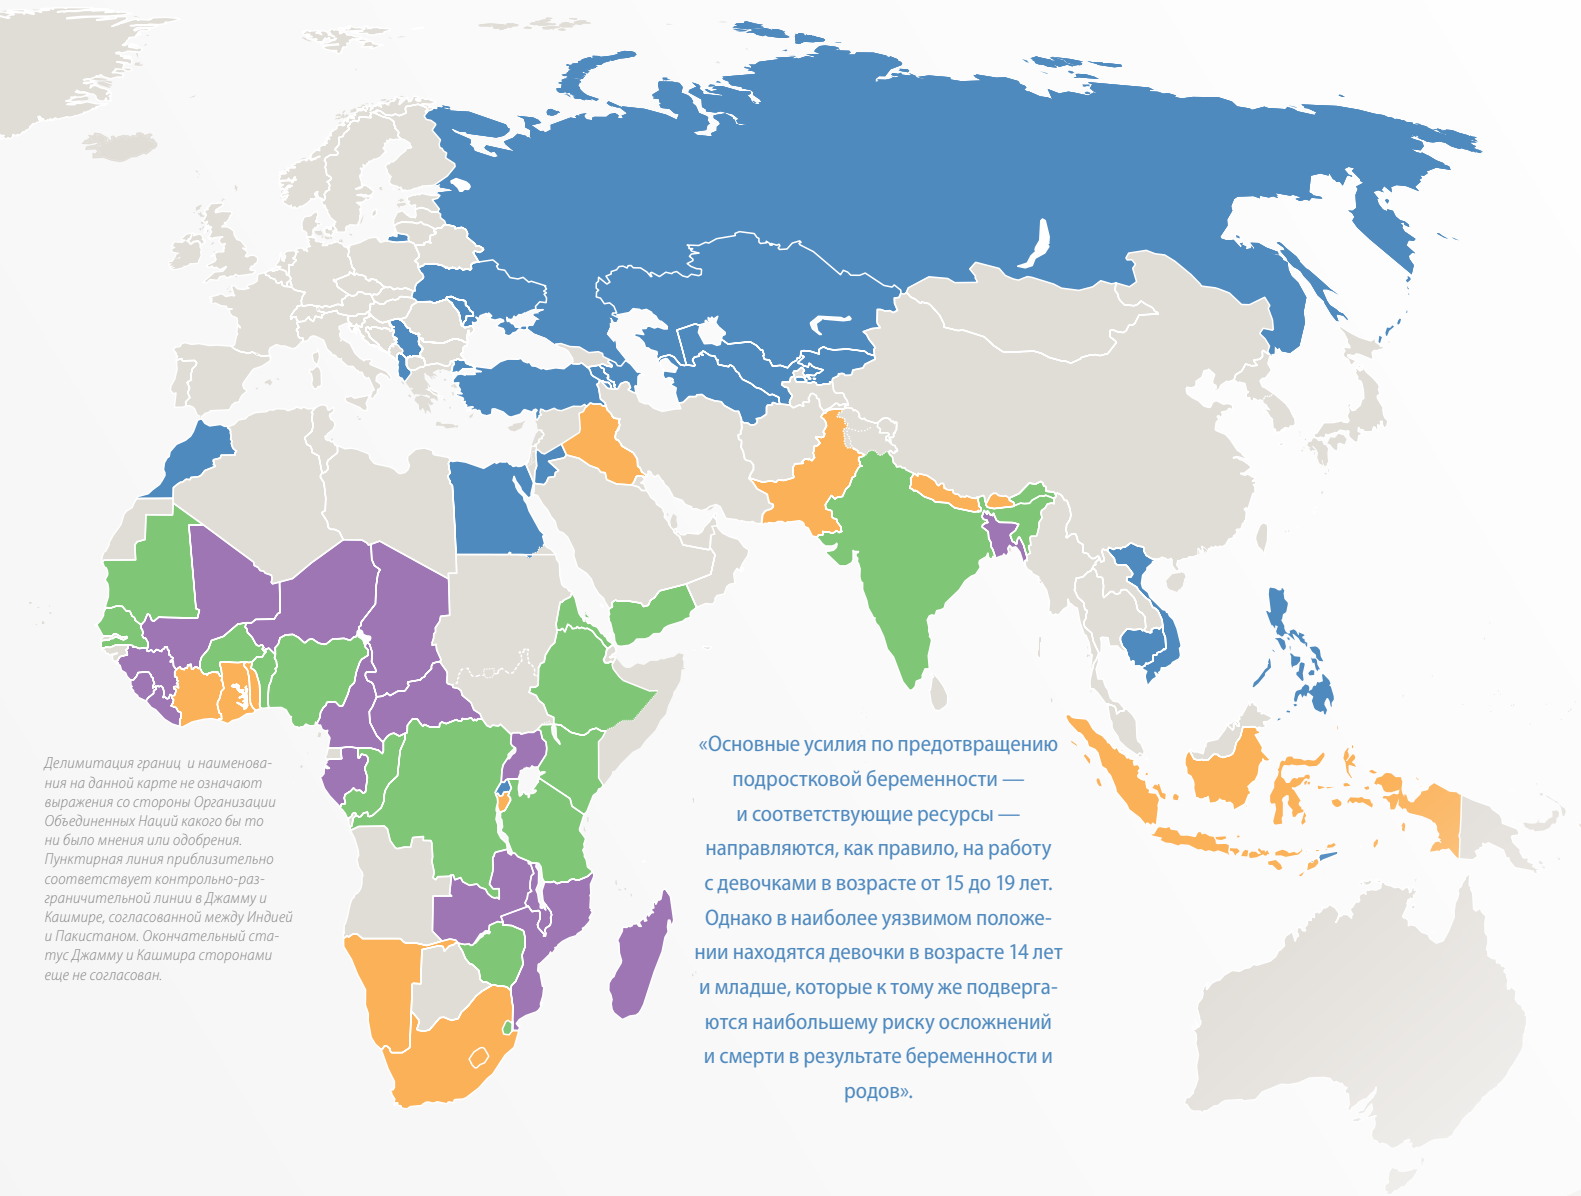 «Основные усилия по предотвращению
подростковой беременности —
и соответствующие ресурсы —
направляются, как правило, на работу
с девочками в возрасте от 15 до 19 лет.
Однако в наиболее уязвимом положе-
нии находятся девочки в возрасте 14 лет
и младше, которые к тому же подверга-
ются наибольшему риску осложнений
и смерти в результате беременности и
родов».
Делимитация границ и наименова-
ния на данной карте не означают
выражения со стороны Организации
Объединенных Наций какого бы то
ни было мнения или одобрения.
Пунктирная линия приблизительно
соответствует контрольно-раз-
граничительной линии в Джамму и
Кашмире, согласованной между Индией
и Пакистаном. Окончательный ста-
тус Джамму и Кашмира сторонами
еще не согласован.